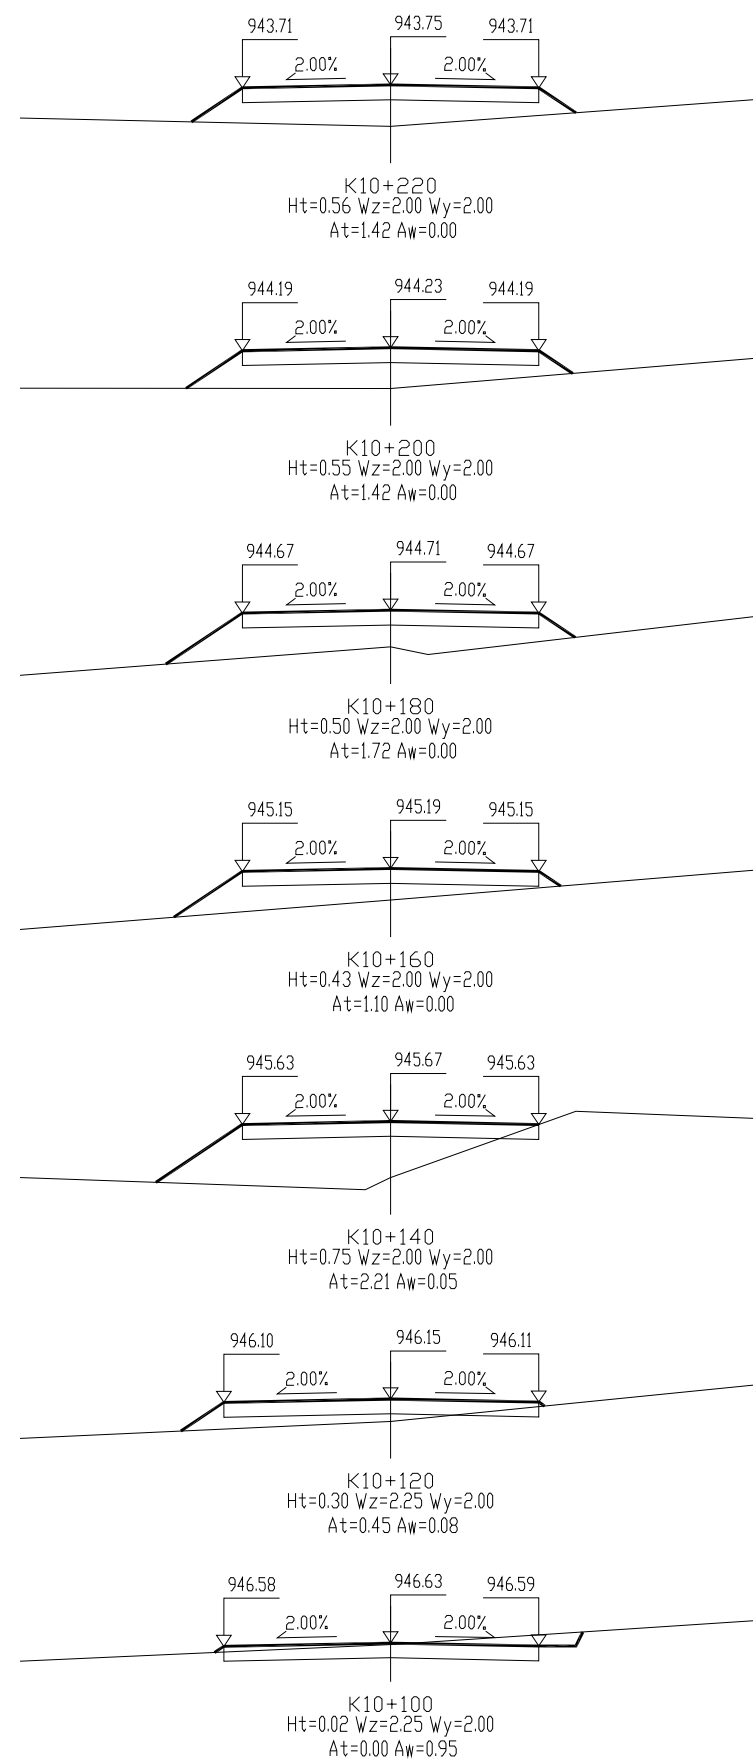 943.71 943.75 943.71
2.00% 2.00%
K10+220
Ht=0.56 Wz=2.00 Wy=2.00
At=1.42 Aw=0.00
944.19 944.23 944.19
2.00% 2.00%
K10+200
Ht=0.55 Wz=2.00 Wy=2.00
At=1.42 Aw=0.00
944.67 944.71 944.67
2.00% 2.00%
K10+180
Ht=0.50 Wz=2.00 Wy=2.00
At=1.72 Aw=0.00
945.15 945.19 945.15
2.00% 2.00%
K10+160
Ht=0.43 Wz=2.00 Wy=2.00
At=1.10 Aw=0.00
945.63 945.67 945.63
2.00% 2.00%
K10+140
Ht=0.75 Wz=2.00 Wy=2.00
At=2.21 Aw=0.05
946.10 946.15 946.11
2.00% 2.00%
K10+120
Ht=0.30 Wz=2.25 Wy=2.00
At=0.45 Aw=0.08
946.58 946.63 946.59
2.00% 2.00%
K10+100
Ht=0.02 Wz=2.25 Wy=2.00
At=0.00 Aw=0.95